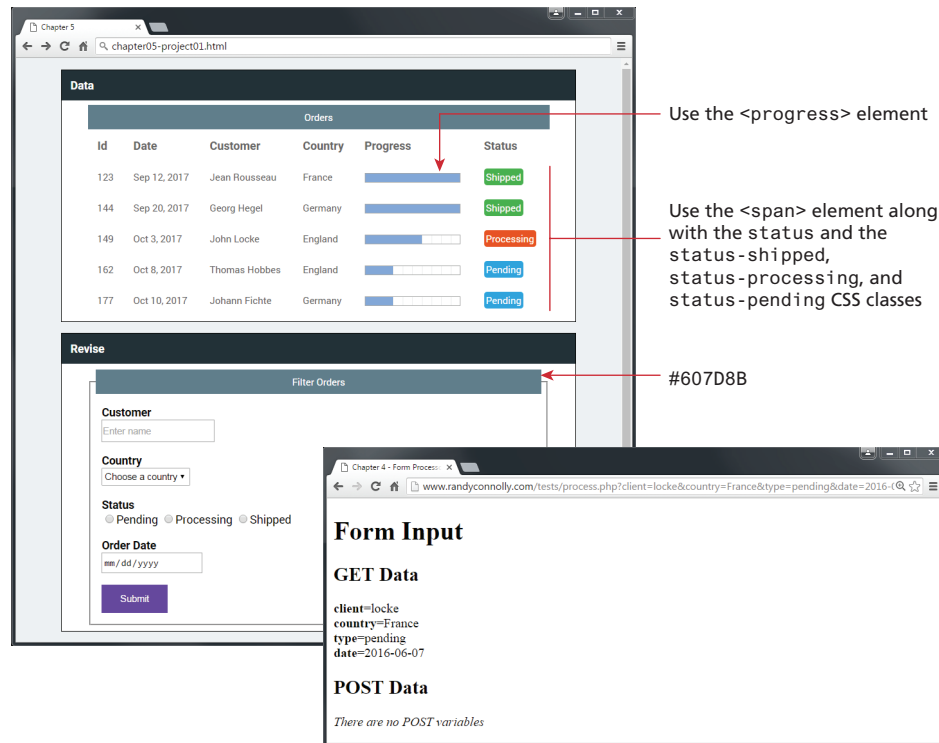 Chapter 5
chapter05-project01.html
Data
Orders
Id Date Customer Country Progress Status
123 Sep 12, 2017 Jean Rousseau France Shipped
144 Sep 20, 2017 Georg Hegel Germany Shipped
149 Oct 3, 2017 John Locke England Processing
162 Oct 8, 2017 Thomas Hobbes England Pending
177 Oct 10, 2017 Johann Fichte Germany Pending
Use the <progress> element
Use the <span> element along
with the status and the
status-shipped,
status-processing, and
status-pending CSS classes
Revise
Filter Orders
#607D8B
Customer
Enter name
Country
Choose a country
Status
Pending Processing Shipped
Order Date
mm/dd/yyyy
Submit
Chapter 4 - Form Process
www.randyconnolly.com/tests/process.php?client=locke&country=France&type=pending&date=2016-0
Form Input
GET Data
client=locke
country=France
type=pending
date=2016-06-07
POST Data
There are no POST variables